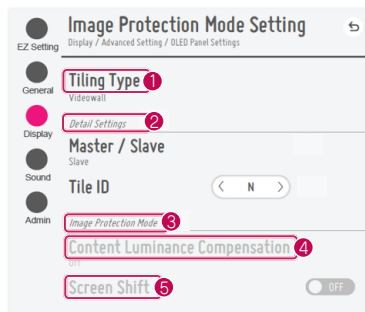 Image Protection Mode Setting
Display / Advanced Setting / OLED Panel Settings
EZ Setting
General
Display
Sound
Admin
Tiling Type 1
Videowall
Detail Settings 2
Master / Slave
Slave
Tile ID
< N >
Image Protection Mode 3
Content Luminance Compensation 4
Off
Screen Shift 5
OFF